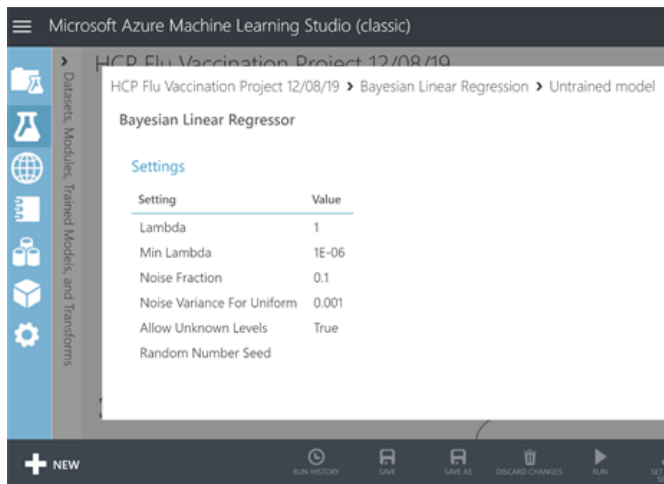 Microsoft Azure Machine Learning Studio (classic)
HCP Flu Vaccination Project 12/08/19
HCP Flu Vaccination Project 12/08/19 > Bayesian Linear Regression > Untrained model
Bayesian Linear Regressor
Settings
Setting Value
Lambda 1
Min Lambda 1E-06
Noise Fraction 0.1
Noise Variance For Uniform 0.001
Allow Unknown Levels True
Random Number Seed
Datasets, Modules, Trained Models, and Transforms
NEW
RUN HISTORY
SAVE
SAVE AS
DISCARD CHANGES
RUN